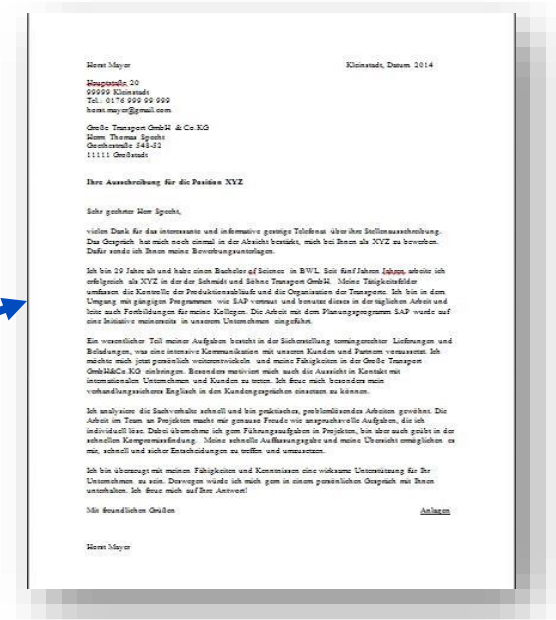 Horst Mayer Kleinstadt, Datum 2014
Hauptstaße 20
99999 Kleinstadt
Tel.: 0176 999 99 999
horst.mayer@gmail.com
Große Transport GmbH & Co.KG
Herrn Thomas Specht
Goethestraße 548-52
11111 Großstadt
Ihre Ausschreibung für die Position XYZ
Sehr geehrter Herr Specht,
vielen Dank für das interessante und informative gestrige Telefonat über ihre Stellenausschreibung.
Das Gespräch hat mich noch einmal in der Absicht bestärkt, mich bei Ihnen als XYZ zu bewerben.
Dafür sende ich Ihnen meine Bewerbungsunterlagen.
Ich bin 29 Jahre alt und habe einen Bachelor of Science in BWL. Seit fünf Jahren Jahren, arbeite ich
erfolgreich als XYZ in der der Schmidt und Söhne Transport GmbH. Meine Tätigkeitsfelder
umfassen die Kontrolle der Produktionsabläufe und die Organisation der Transporte. Ich bin in dem
Umgang mit gängigen Programmen wie SAP vertraut und benutze dieses in der täglichen Arbeit und
leite auch Fortbildungen für meine Kollegen. Die Arbeit mit dem Planungsprogramm SAP wurde auf
eine Initiative meinerseits in unserem Unternehmen eingeführt.
Ein wesentlicher Teil meiner Aufgaben besteht in der Sicherstellung termingerechter Lieferungen und
Beladungen, was eine intensive Kommunikation mit unseren Kunden und Partnern voraussetzt. Ich
möchte mich jetzt persönlich weiterentwickeln und meine Fähigkeiten in der Große Transport
GmbH&Co.KG einbringen. Besonders motiviert mich auch die Aussicht in Kontakt mit
internationalen Unternehmen und Kunden zu treten. Ich freue mich besonders mein
verhandlungssicheres Englisch in den Kundengesprächen einsetzen zu können.
Ich analysiere die Sachverhalte schnell und bin praktisches, problemlösendes Arbeiten gewöhnt. Die
Arbeit im Team an Projekten macht mir genauso Freude wie anspruchsvolle Aufgaben, die ich
individuell löse. Dabei übernehme ich gern Führungsaufgaben in Projekten, bin aber auch geübt in der
schnellen Kompromissfindung. Meine schnelle Auffassungsgabe und meine Übersicht ermöglichen es
mir, schnell und sicher Entscheidungen zu treffen und umzusetzen.
Ich bin überzeugt mit meinen Fähigkeiten und Kenntnissen eine wirksame Unterstützung für Ihr
Unternehmen zu sein. Deswegen würde ich mich gern in einem persönlichen Gespräch mit Ihnen
unterhalten. Ich freue mich auf Ihre Antwort!
Mit freundlichen Grüßen Anlagen
Horst Mayer